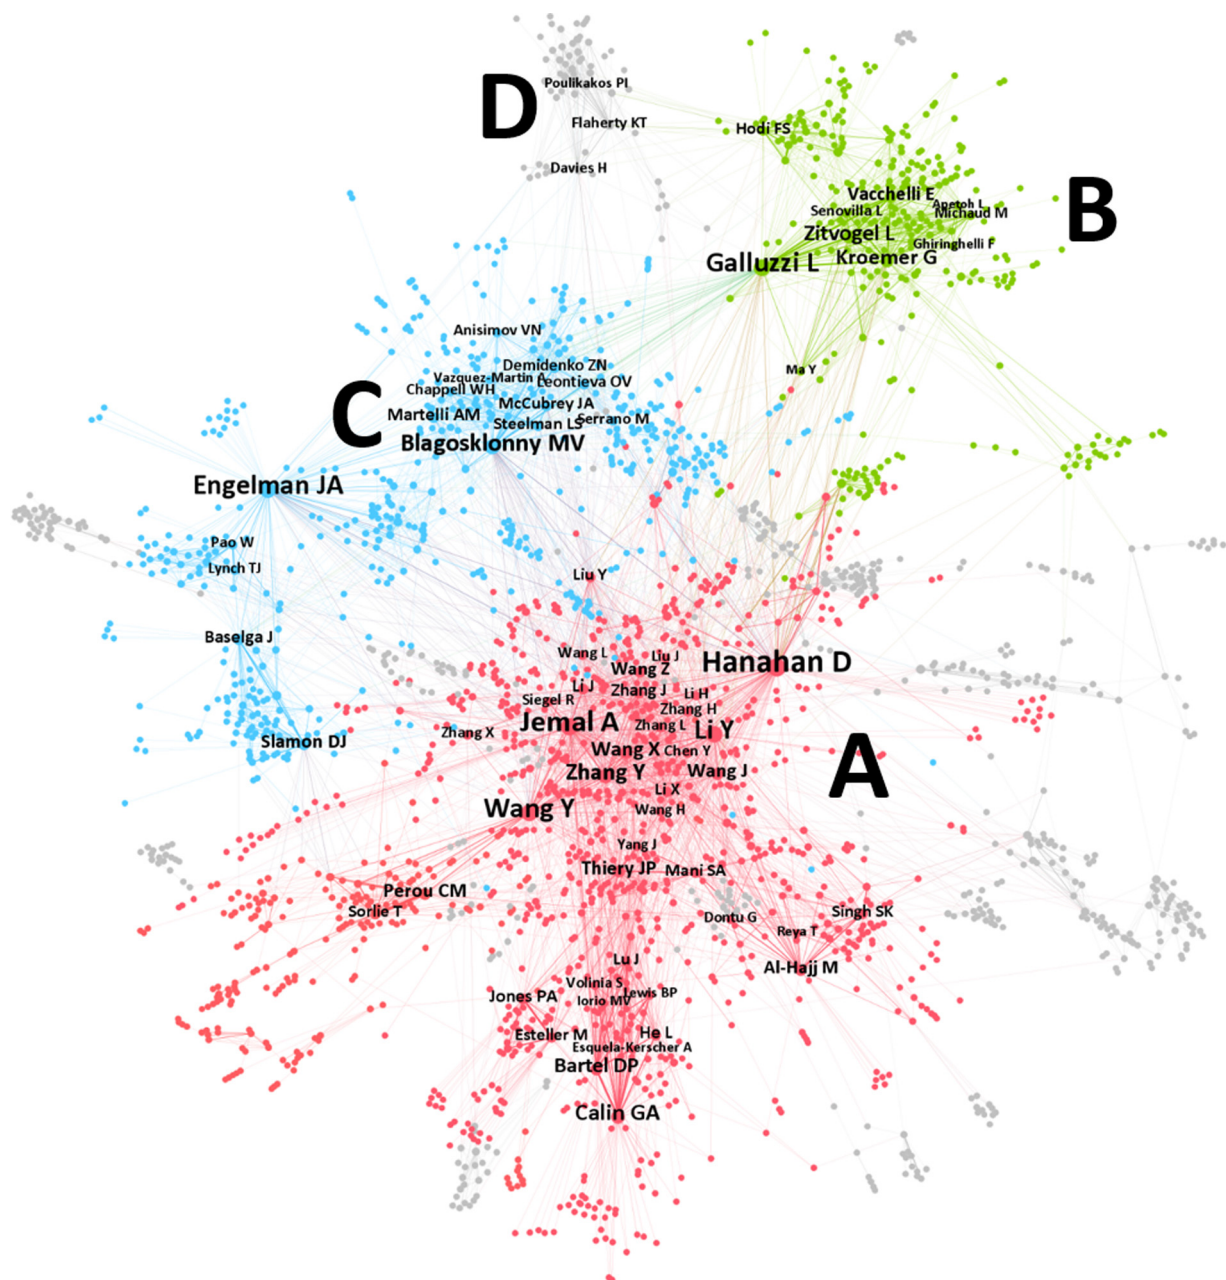 D
Poulikakos PI
Flaherty KT
Davies H
Hodi FS
B
Vacchelli E
Apetoh L
Senovilla L
Michaud M
Zitvogel L
Ghiringhelli F
Kroemer G
Galluzzi L
Anisimov VN
Demidenko ZN
Ma Y
Vazquez-Martin A
Leontieva OV
Chappell WH
C
McCubrey JA
Martelli AM
Serrano M
Steelman LS
Blagosklonny MV
Engelman JA
Pao W
Lynch TJ
Liu Y
Baselga J
Wang L
Liu J
Hanahan D
Wang Z
Li J
Zhang J
Li H
Siegel R
Zhang H
Jemal A
Zhang L
Li Y
Zhang X
Slamon DJ
Wang X
Chen Y
A
Zhang Y
Wang J
Li X
Wang Y
Wang H
Yang J
Thiery JP
Mani SA
Perou CM
Sorlie T
Dontu G
Singh SK
Reya T
Lu J
Al-Hajj M
Volinia S
Jones PA
Iorio MV
Lewis BP
Esteller M
He L
Esquela-Kerscher A
Bartel DP
Calin GA